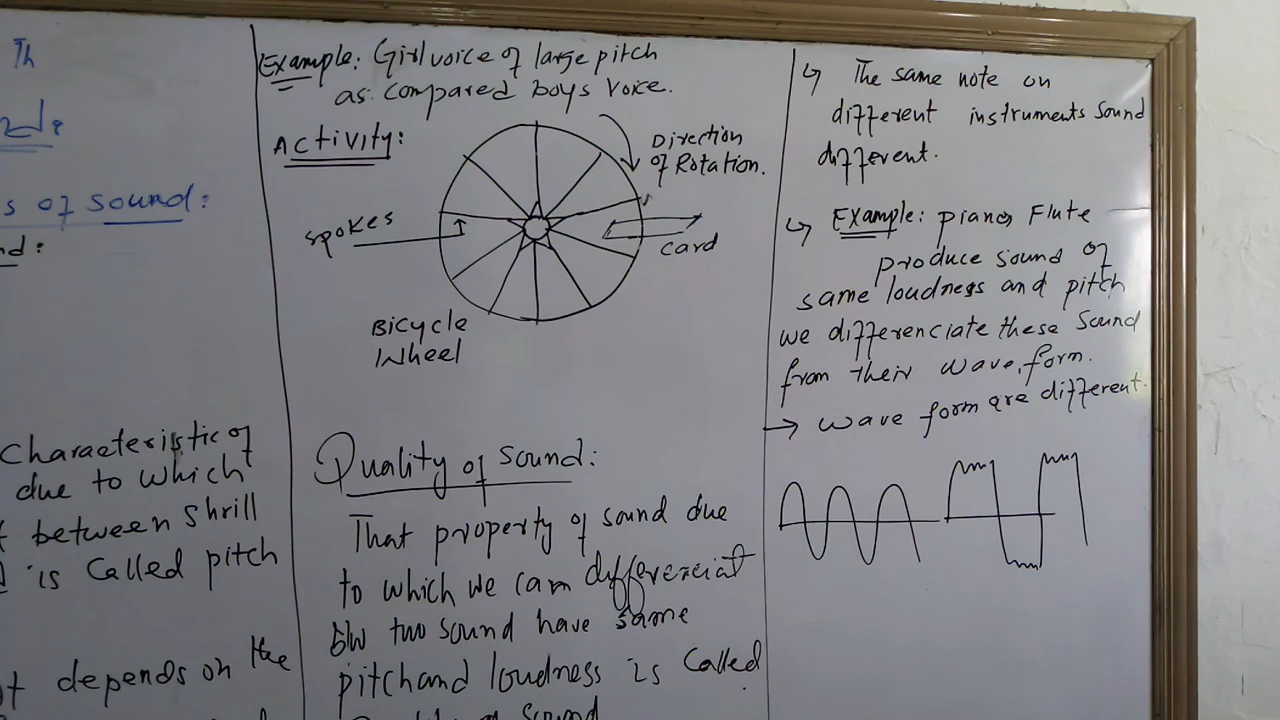 Th
s of sound:
nd:
Characteristic of
due to which
t between shrill
d is Called pitch
t depends on the
Example: Girl voice of large pitch
as compared boys voice.
Activity:
Direction
of Rotation.
spokes
card
Bicycle
Wheel
Quality of sound:
That property of sound due
to which we can differenciat
b/w two sound have same
pitch and loudness is called
sound
↳ The same note on
different instruments sound
different.
↳ Example: piano, Flute
produce sound of
same loudness and pitch
we differenciate these sound
from their wave form.
→ wave form are different.